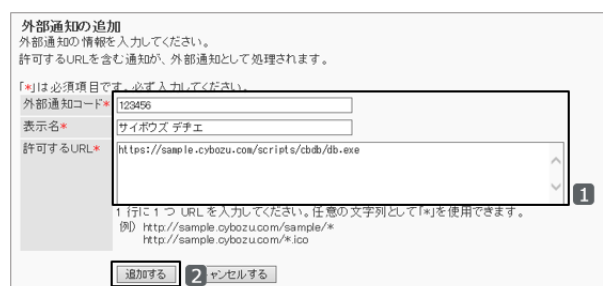 外部通知の追加
外部通知の情報を入力してください。
許可するURLを含む通知が、外部通知として処理されます。
「*」は必須項目です。必ず入力してください。
外部通知コード* 123456
表示名* サイボウズ デヂエ
許可するURL* https://sample.cybozu.com/scripts/cbdb/db.exe
1
1 行に 1 つ URL を入力してください。任意の文字列として「*」を使用できます。
例) http://sample.cybozu.com/sample/*
http://sample.cybozu.com/*.ico
追加する 2 ャンセルする